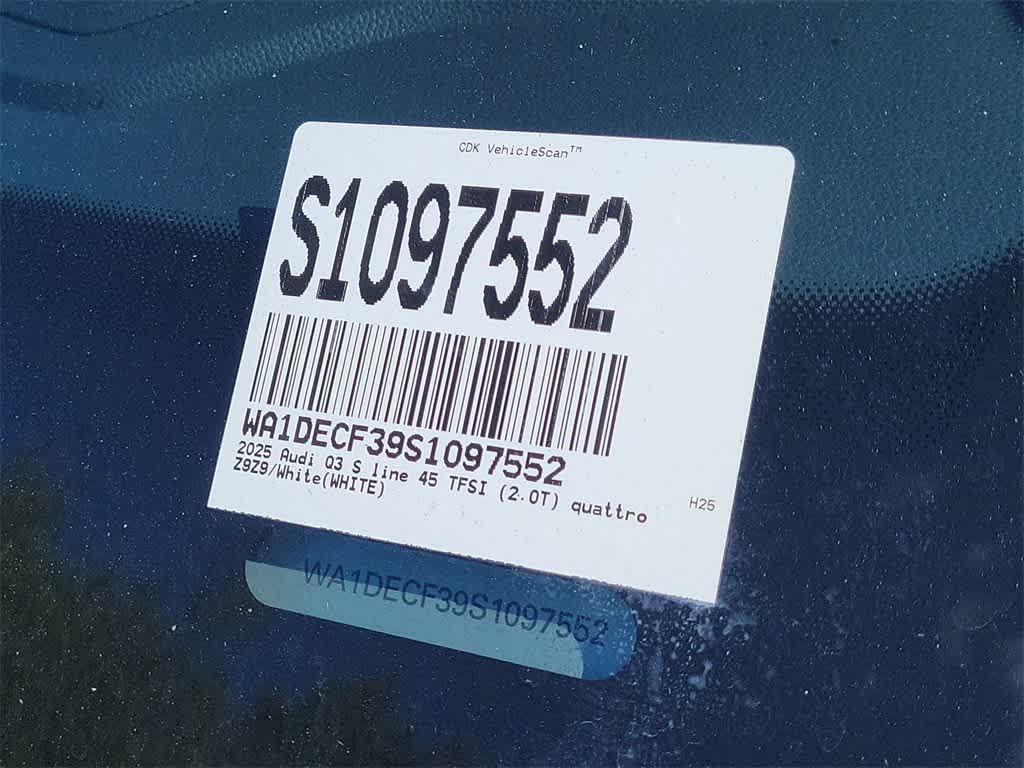 CDK VehicleScan™
S1097552
WA1DECF39S1097552
2025 Audi Q3 S line 45 TFSI (2.0T) quattro
Z9Z9/White(WHITE)
H25
WA1DECF39S1097552